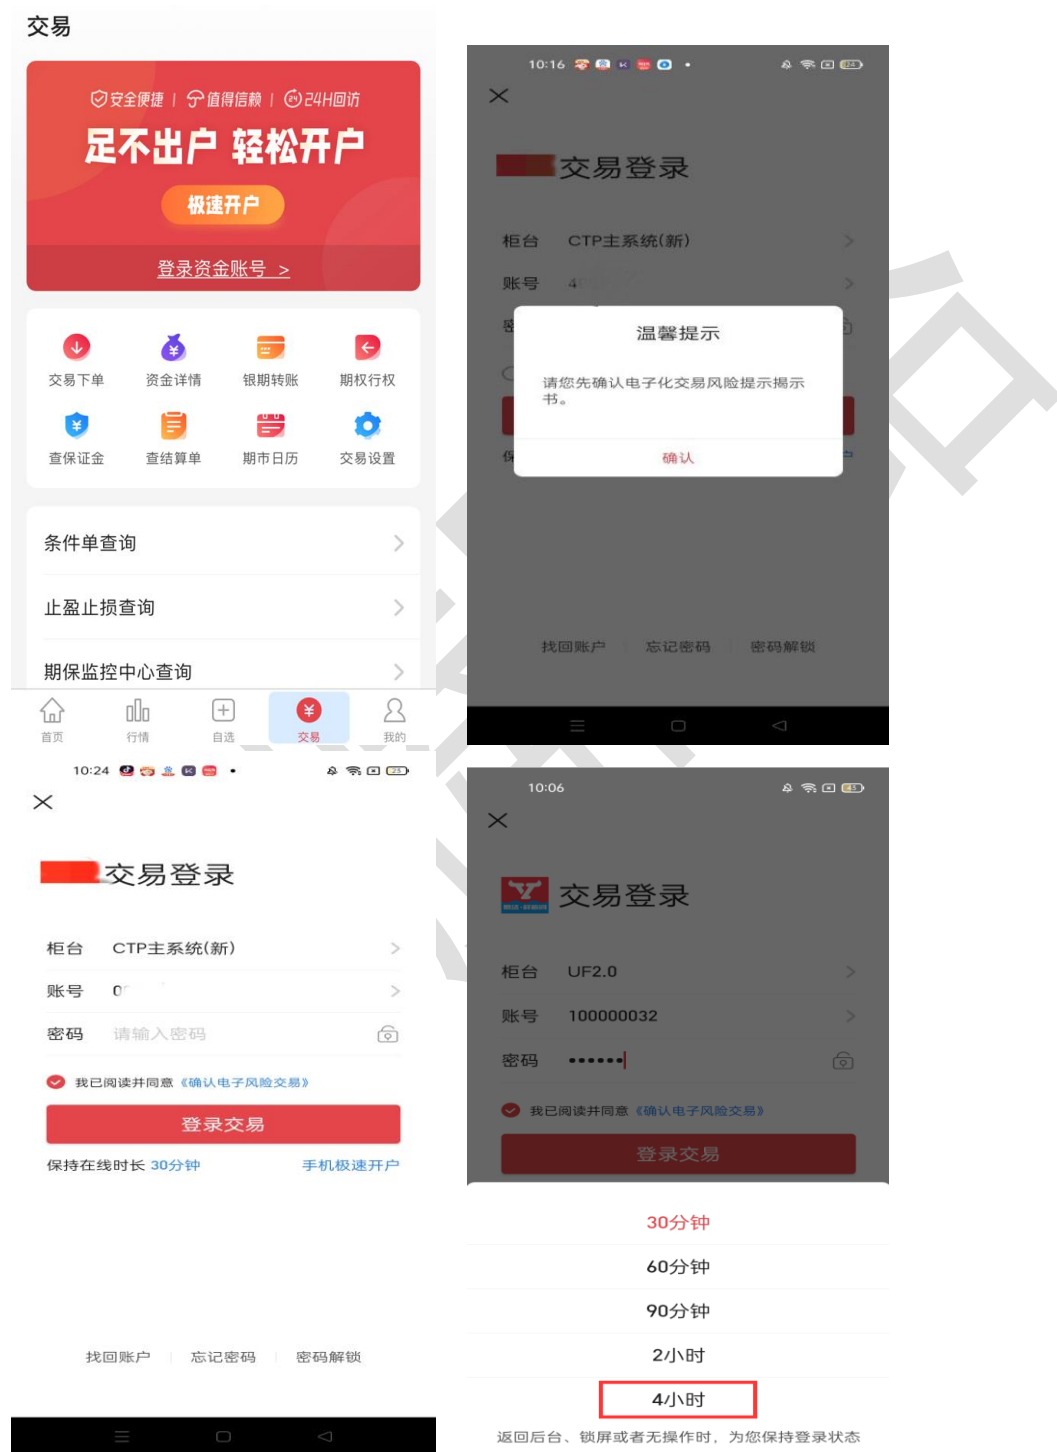 交易
安全便捷 | 值得信赖 | 24H回访
足不出户 轻松开户
极速开户
登录资金账号 >
交易下单 资金详情 银期转账 期权行权
查保证金 查结算单 期市日历 交易设置
条件单查询
止盈止损查询
期保监控中心查询
首页 行情 自选 交易 我的
10:16
交易登录
柜台 CTP主系统(新)
账号 4
温馨提示
请您先确认电子化交易风险提示揭示
书。
确认
找回账户 忘记密码 密码解锁
10:24
25
交易登录
柜台 CTP主系统(新)
账号 0
密码 请输入密码
我已阅读并同意《确认电子风险交易》
登录交易
保持在线时长 30分钟 手机极速开户
找回账户 忘记密码 密码解锁
10:06
交易登录
柜台 UF2.0
账号 100000032
密码 ••••••
我已阅读并同意《确认电子风险交易》
登录交易
30分钟
60分钟
90分钟
2小时
4小时
返回后台、锁屏或者无操作时，为您保持登录状态